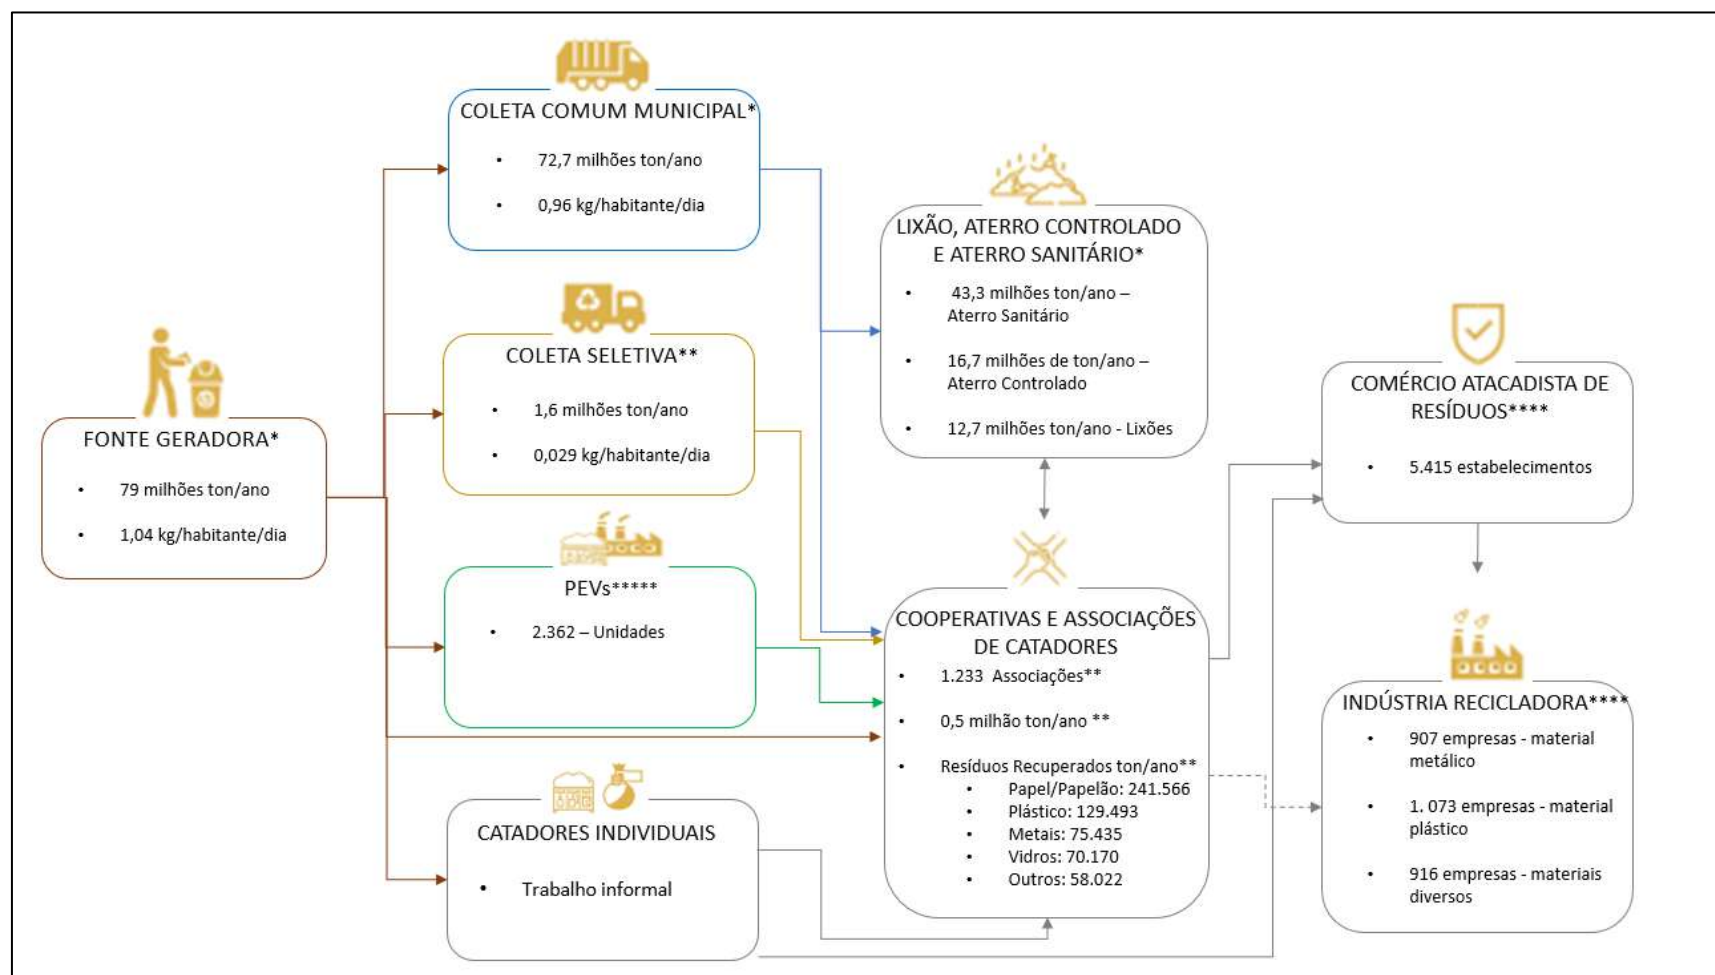 COLETA COMUM MUNICIPAL*
• 72,7 milhões ton/ano
• 0,96 kg/habitante/dia
COLETA SELETIVA**
• 1,6 milhões ton/ano
• 0,029 kg/habitante/dia
FONTE GERADORA*
• 79 milhões ton/ano
• 1,04 kg/habitante/dia
PEVs*****
• 2.362 – Unidades
CATADORES INDIVIDUAIS
• Trabalho informal
LIXÃO, ATERRO CONTROLADO
E ATERRO SANITÁRIO*
• 43,3 milhões ton/ano –
Aterro Sanitário
• 16,7 milhões de ton/ano –
Aterro Controlado
• 12,7 milhões ton/ano - Lixões
COOPERATIVAS E ASSOCIAÇÕES
DE CATADORES
• 1.233 Associações**
• 0,5 milhão ton/ano **
• Resíduos Recuperados ton/ano**
• Papel/Papelão: 241.566
• Plástico: 129.493
• Metais: 75.435
• Vidros: 70.170
• Outros: 58.022
COMÉRCIO ATACADISTA DE
RESÍDUOS****
• 5.415 estabelecimentos
INDÚSTRIA RECICLADORA****
• 907 empresas - material
metálico
• 1. 073 empresas - material
plástico
• 916 empresas - materiais
diversos